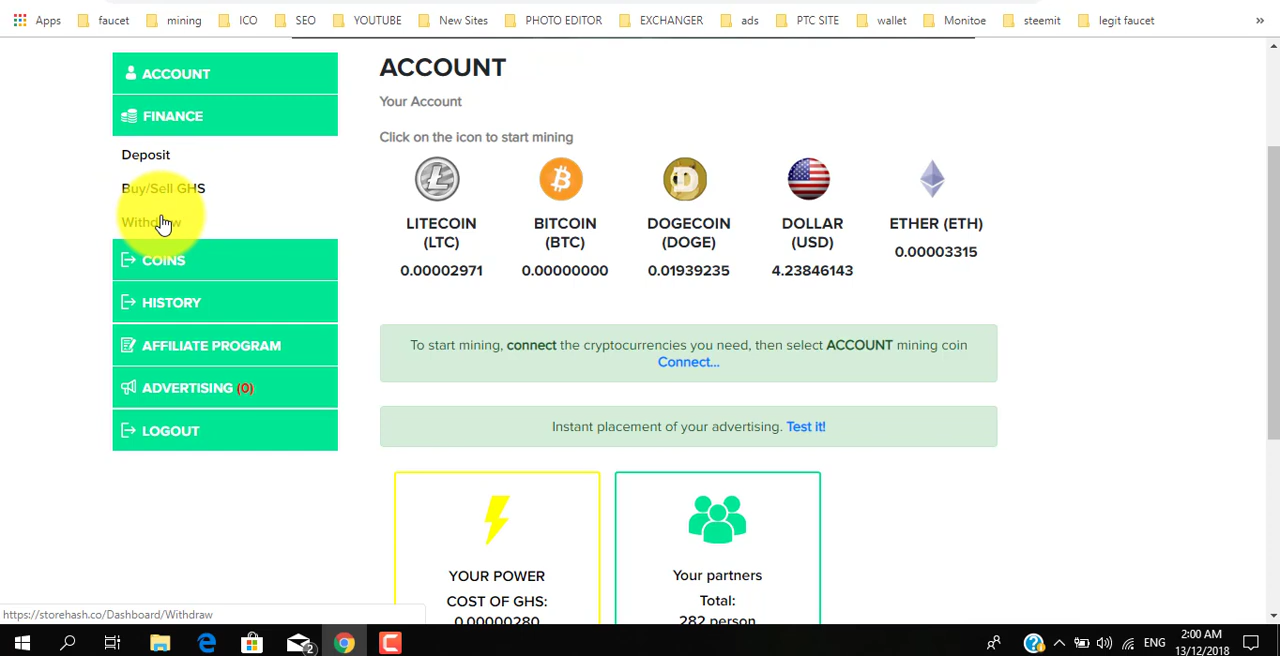 Apps faucet mining ICO SEO YOUTUBE New Sites PHOTO EDITOR EXCHANGER ads PTC SITE wallet Monitoe steemit legit faucet »
ACCOUNT
FINANCE
Deposit
Buy/Sell GHS
Withdraw
COINS
HISTORY
AFFILIATE PROGRAM
ADVERTISING (0)
LOGOUT
ACCOUNT
Your Account
Click on the icon to start mining
LITECOIN
(LTC)
0.00002971
BITCOIN
(BTC)
0.00000000
DOGECOIN
(DOGE)
0.01939235
DOLLAR
(USD)
4.23846143
ETHER (ETH)
0.00003315
To start mining, connect the cryptocurrencies you need, then select ACCOUNT mining coin
Connect...
Instant placement of your advertising. Test it!
YOUR POWER
COST OF GHS:
0.00000280
Your partners
Total:
282 person
https://storehash.co/Dashboard/Withdraw
2
ENG
2:00 AM
13/12/2018